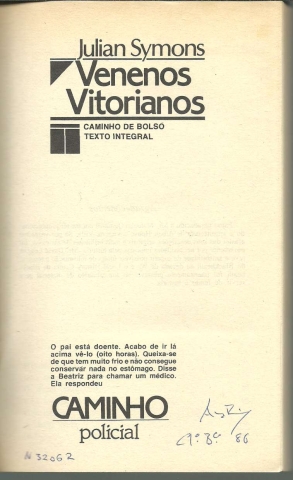 Julian Symons
Venenos
Vitorianos
CAMINHO DE BOLSO
TEXTO INTEGRAL
O pai está doente. Acabo de ir lá
acima vê-lo (oito horas). Queixa-se
de que tem muito frio e não consegue
conservar nada no estômago. Disse
a Beatriz para chamar um médico.
Ela respondeu
CAMINHO
policial
86
N 32062